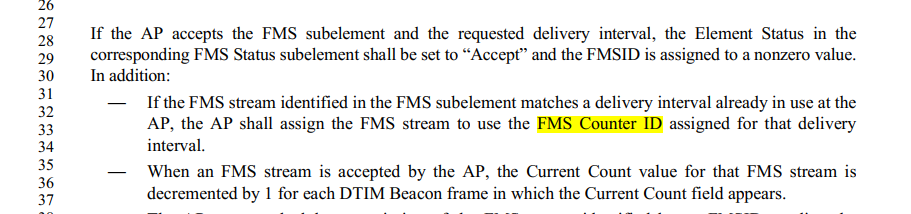 26
27
If the AP accepts the FMS subelement and the requested delivery interval, the Element Status in the
28
corresponding FMS Status subelement shall be set to “Accept” and the FMSID is assigned to a nonzero value.
29
30
In addition:
31
— If the FMS stream identified in the FMS subelement matches a delivery interval already in use at the
32
AP, the AP shall assign the FMS stream to use the FMS Counter ID assigned for that delivery
33
interval.
34
35
— When an FMS stream is accepted by the AP, the Current Count value for that FMS stream is
36
decremented by 1 for each DTIM Beacon frame in which the Current Count field appears.
37